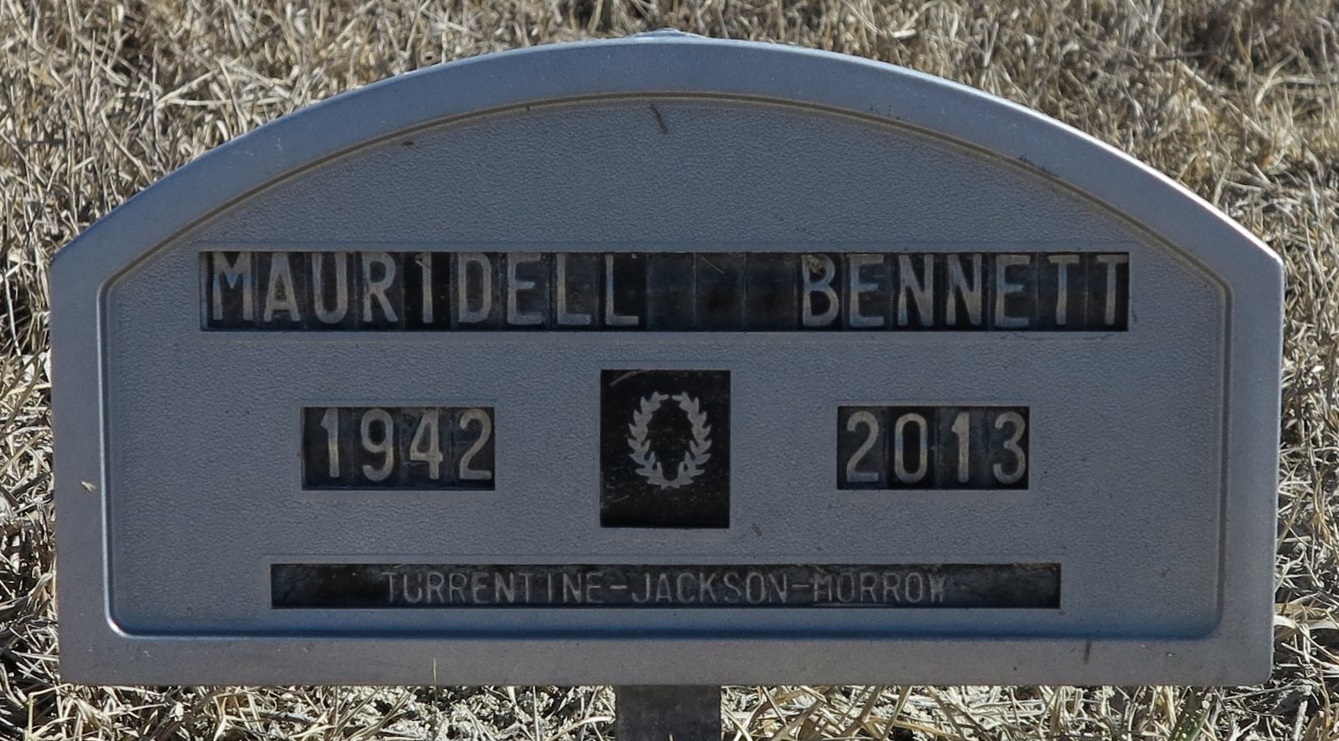 MAURIDELL BENNETT
1942 2013
TURRENTINE-JACKSON-MORROW